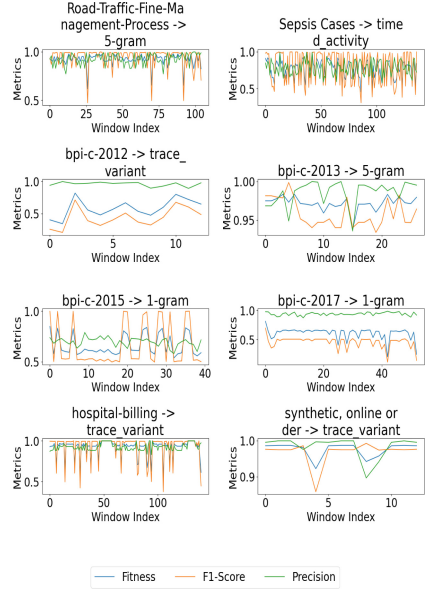 Road-Traffic-Fine-Ma
nagement-Process ->
5-gram
1.0
0.5
Metrics
0 25 50 75 100
Window Index
Sepsis Cases -> time
d_activity
1.0
0.5
Metrics
0 50 100
Window Index
bpi-c-2012 -> trace_
variant
1.0
0.5
Metrics
0 5 10
Window Index
bpi-c-2013 -> 5-gram
1.00
0.95
Metrics
0 10 20
Window Index
bpi-c-2015 -> 1-gram
1.0
0.5
Metrics
0 10 20 30 40
Window Index
bpi-c-2017 -> 1-gram
1.0
0.5
Metrics
0 20 40
Window Index
hospital-billing ->
trace_variant
1.0
0.5
Metrics
0 50 100
Window Index
synthetic, online or
der -> trace_variant
1.0
0.9
Metrics
0 5 10
Window Index
Fitness F1-Score Precision